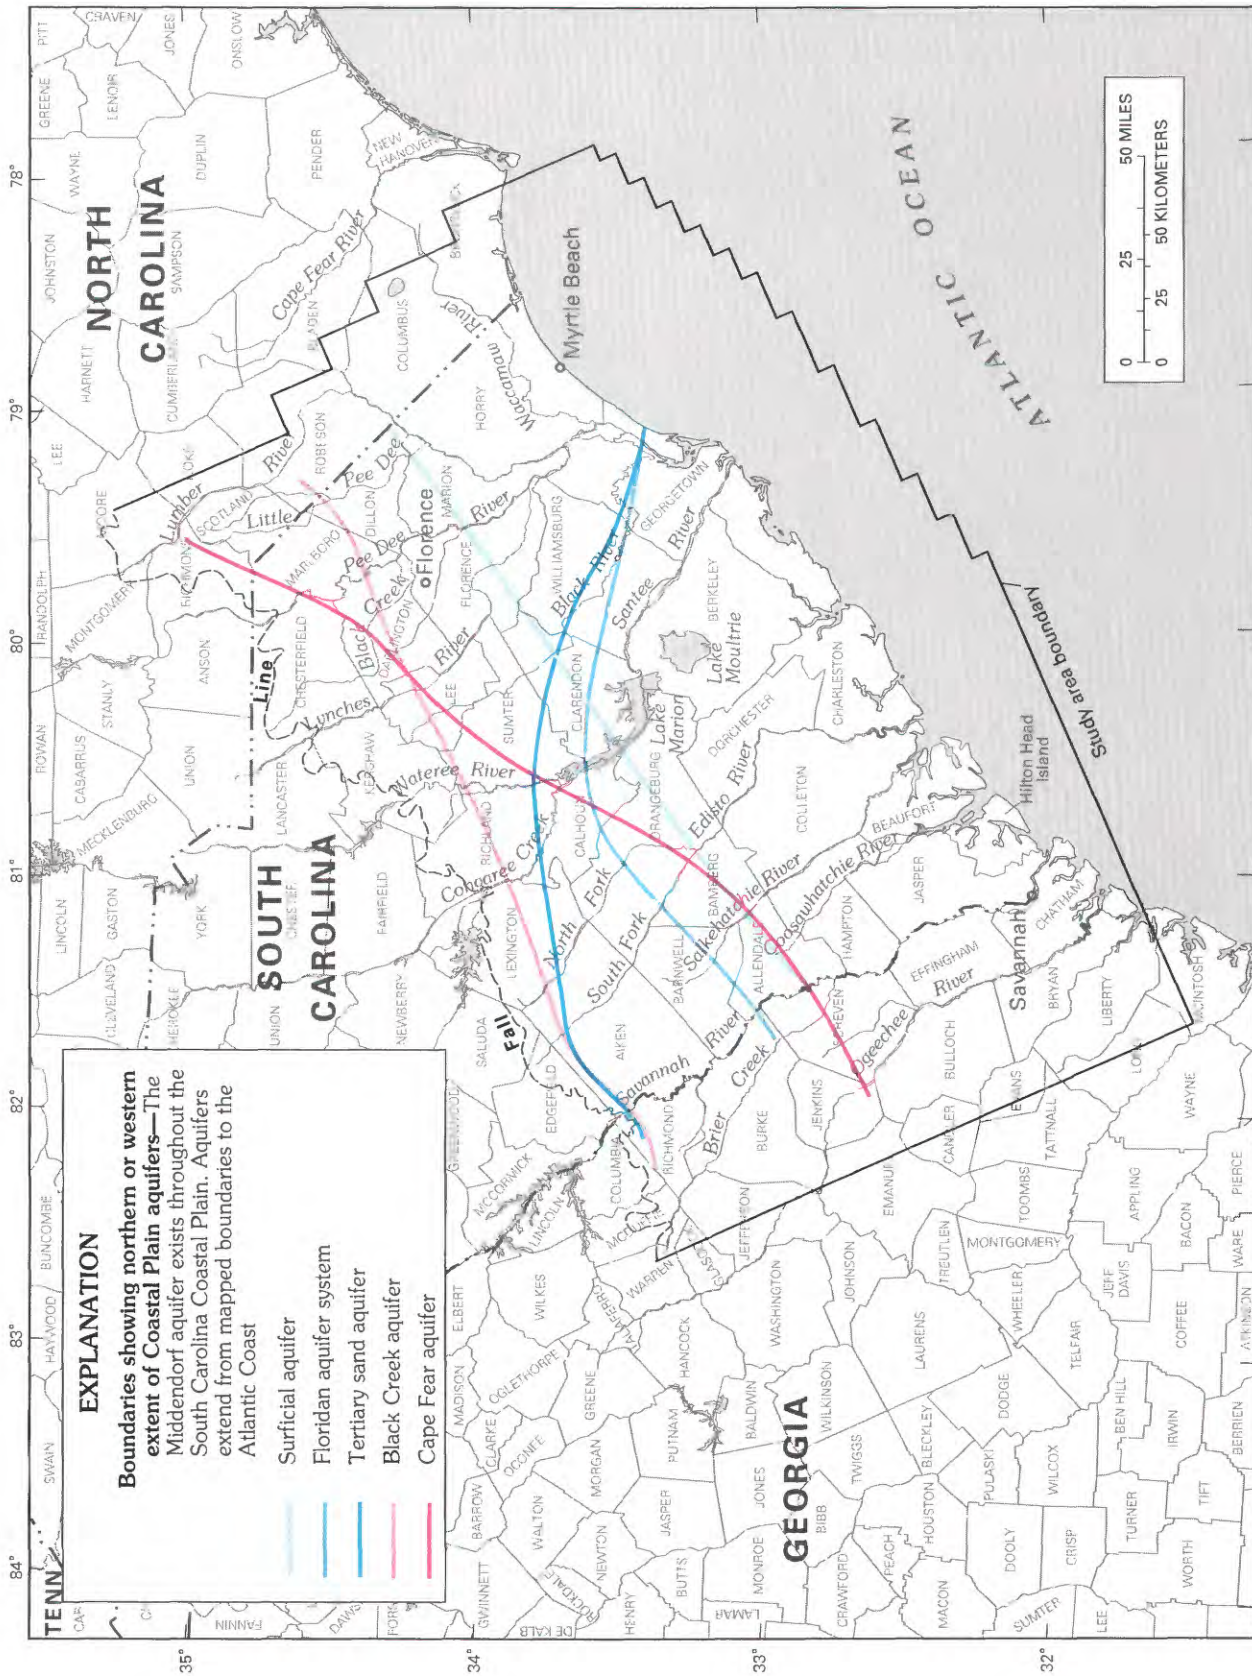 EXPLANATION
Boundaries showing northern or western
extent of Coastal Plain aquifers—The
Middendorf aquifer exists throughout the
South Carolina Coastal Plain. Aquifers
extend from mapped boundaries to the
Atlantic Coast
Surficial aquifer
Floridan aquifer system
Tertiary sand aquifer
Black Creek aquifer
Cape Fear aquifer
84°
83°
82°
81°
80°
79°
78°
35°
34°
33°
32°
TENN
NORTH
CAROLINA
SOUTH
CAROLINA
GEORGIA
ATLANTIC OCEAN
SWAIN
HAYWOOD
BUNCOMBE
LINCOLN
GASTON
CLEVELAND
MECKLENBURG
CABARRUS
ROWAN
STANLY
UNION
ANSON
MONTGOMERY
RANDOLPH
MOORE
LEE
HARNETT
JOHNSTON
WAYNE
GREENE
PITT
CRAVEN
LENOIR
JONES
ONSLOW
DUPLIN
SAMPSON
PENDER
NEW
HANOVER
BLADEN
COLUMBUS
ROBESON
SCOTLAND
Cape Fear River
Lumber
River
Little
Pee Dee
Waccamaw
River
YORK
UNION
CHESTER
LANCASTER
CHESTERFIELD
DILLON
MARION
HORRY
FLORENCE
LEE
SUMTER
FAIRFIELD
NEWBERRY
RICHLAND
LEXINGTON
SALUDA
EDGEFIELD
MCCORMICK
AIKEN
CALHOUN
CLARENDON
WILLIAMSBURG
GEORGETOWN
BERKELEY
ORANGEBURG
DORCHESTER
CHARLESTON
COLLETON
BAMBERG
BARNWELL
ALLENDALE
HAMPTON
JASPER
BEAUFORT
Fall
Line
Lynches
River
Wateree River
Congaree Creek
Black
Creek
Pee Dee
River
Black River
Santee
River
Lake
Marion
Lake
Moultrie
Edisto
River
North
Fork
South Fork
Salkehatchie River
Coosawhatchie River
Savannah
River
Brier
Creek
Ogeechee
River
Florence
Myrtle Beach
Savannah
Hilton Head
Island
Study area boundary
ELBERT
MADISON
CLARKE
OCONEE
OGLETHORPE
WILKES
LINCOLN
COLUMBIA
RICHMOND
WARREN
HANCOCK
GREENE
MORGAN
WALTON
BARROW
GWINNETT
DE KALB
ROCKDALE
NEWTON
HENRY
BUTTS
JASPER
PUTNAM
BALDWIN
JONES
MONROE
LAMAR
BIBB
CRAWFORD
PEACH
MACON
HOUSTON
TWIGGS
WILKINSON
WASHINGTON
JEFFERSON
BURKE
JENKINS
EFFINGHAM
BULLOCH
EMANUEL
JOHNSON
LAURENS
BLECKLEY
PULASKI
DOOLY
SUMTER
LEE
CRISP
WILCOX
DODGE
TELFAIR
WHEELER
TREUTLEN
MONTGOMERY
TOOMBS
TATTNALL
EVANS
BRYAN
CHATHAM
LIBERTY
MCINTOSH
WAYNE
APPLING
JEFF
DAVIS
BACON
PIERCE
WARE
COFFEE
BEN HILL
IRWIN
TURNER
TIFT
WORTH
BERRIEN
0 25 50 MILES
0 25 50 KILOMETERS